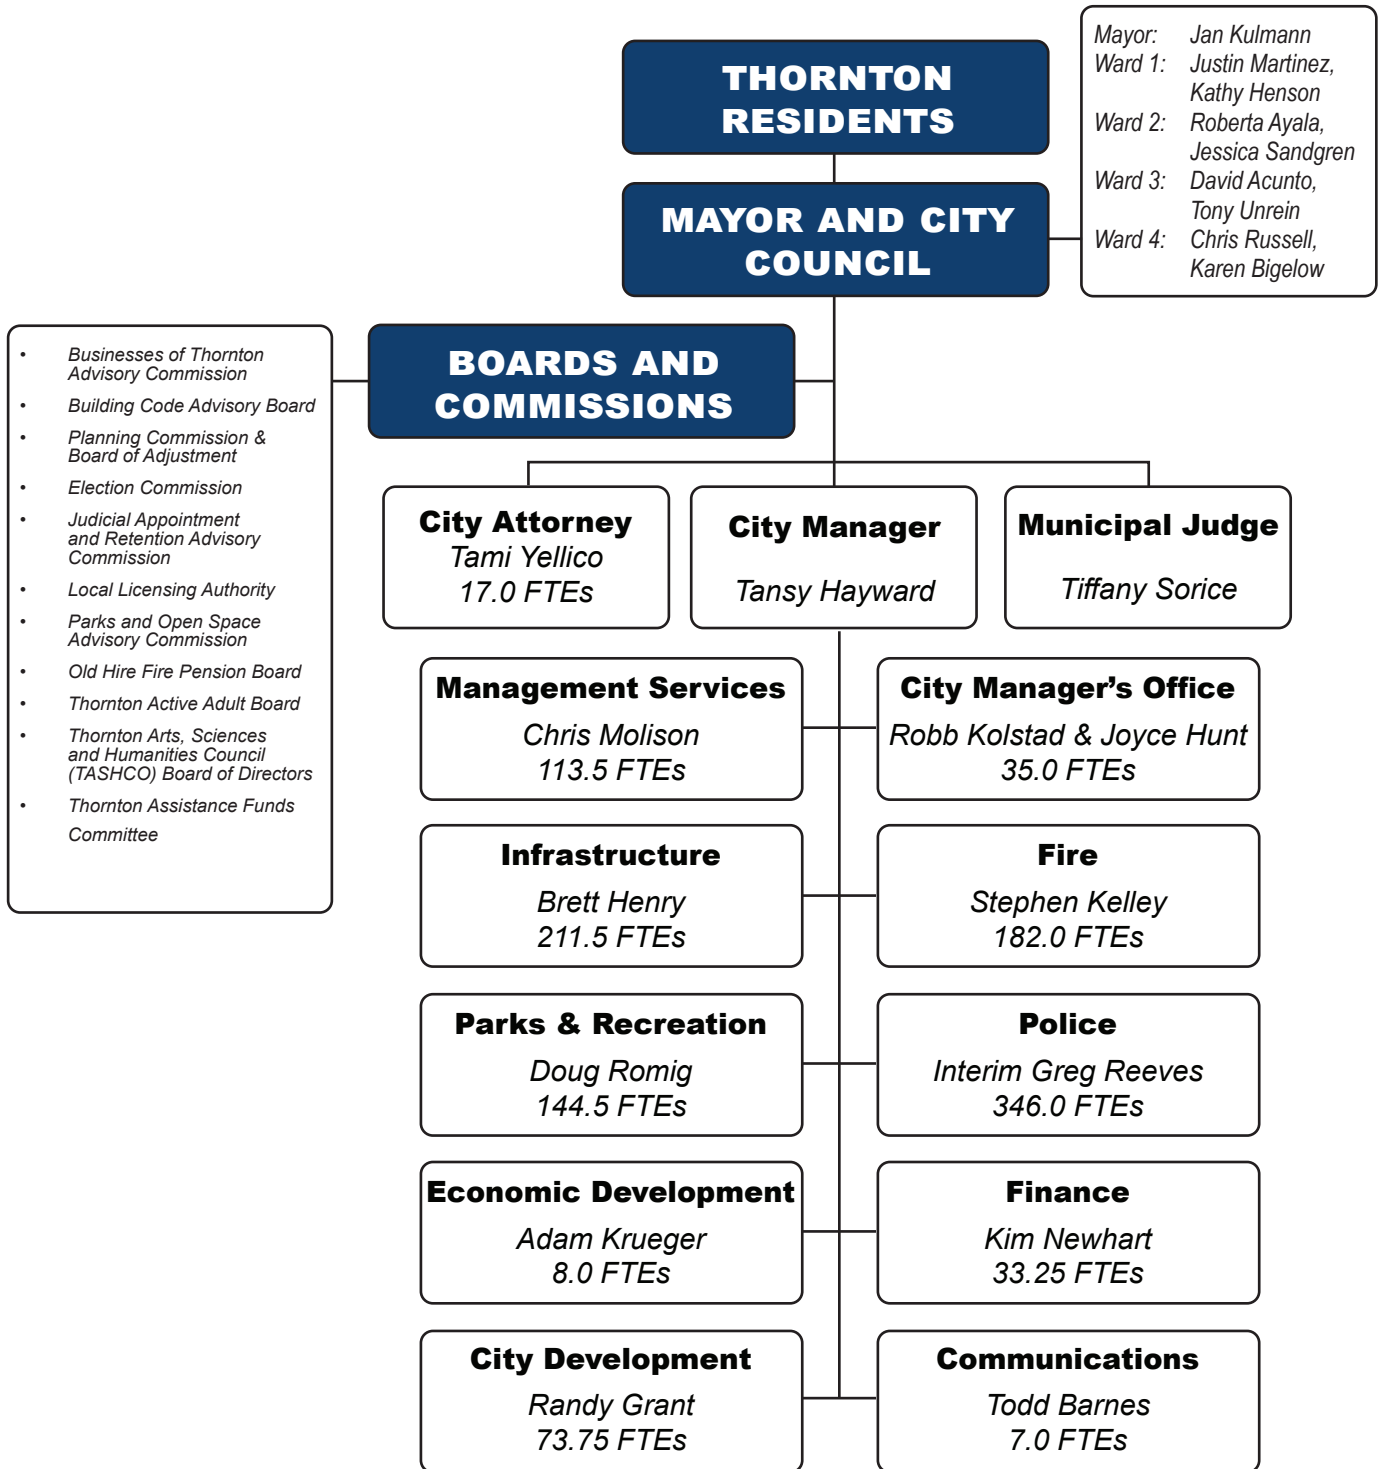 THORNTON
RESIDENTS
Mayor: Jan Kulmann
Ward 1: Justin Martinez,
Kathy Henson
Ward 2: Roberta Ayala,
Jessica Sandgren
Ward 3: David Acunto,
Tony Unrein
Ward 4: Chris Russell,
Karen Bigelow
MAYOR AND CITY
COUNCIL
BOARDS AND
COMMISSIONS
• Businesses of Thornton
Advisory Commission
• Building Code Advisory Board
• Planning Commission &
Board of Adjustment
• Election Commission
• Judicial Appointment
and Retention Advisory
Commission
• Local Licensing Authority
• Parks and Open Space
Advisory Commission
• Old Hire Fire Pension Board
• Thornton Active Adult Board
• Thornton Arts, Sciences
and Humanities Council
(TASHCO) Board of Directors
• Thornton Assistance Funds
Committee
City Attorney
Tami Yellico
17.0 FTEs
City Manager
Tansy Hayward
Municipal Judge
Tiffany Sorice
Management Services
Chris Molison
113.5 FTEs
City Manager’s Office
Robb Kolstad & Joyce Hunt
35.0 FTEs
Infrastructure
Brett Henry
211.5 FTEs
Fire
Stephen Kelley
182.0 FTEs
Parks & Recreation
Doug Romig
144.5 FTEs
Police
Interim Greg Reeves
346.0 FTEs
Economic Development
Adam Krueger
8.0 FTEs
Finance
Kim Newhart
33.25 FTEs
City Development
Randy Grant
73.75 FTEs
Communications
Todd Barnes
7.0 FTEs